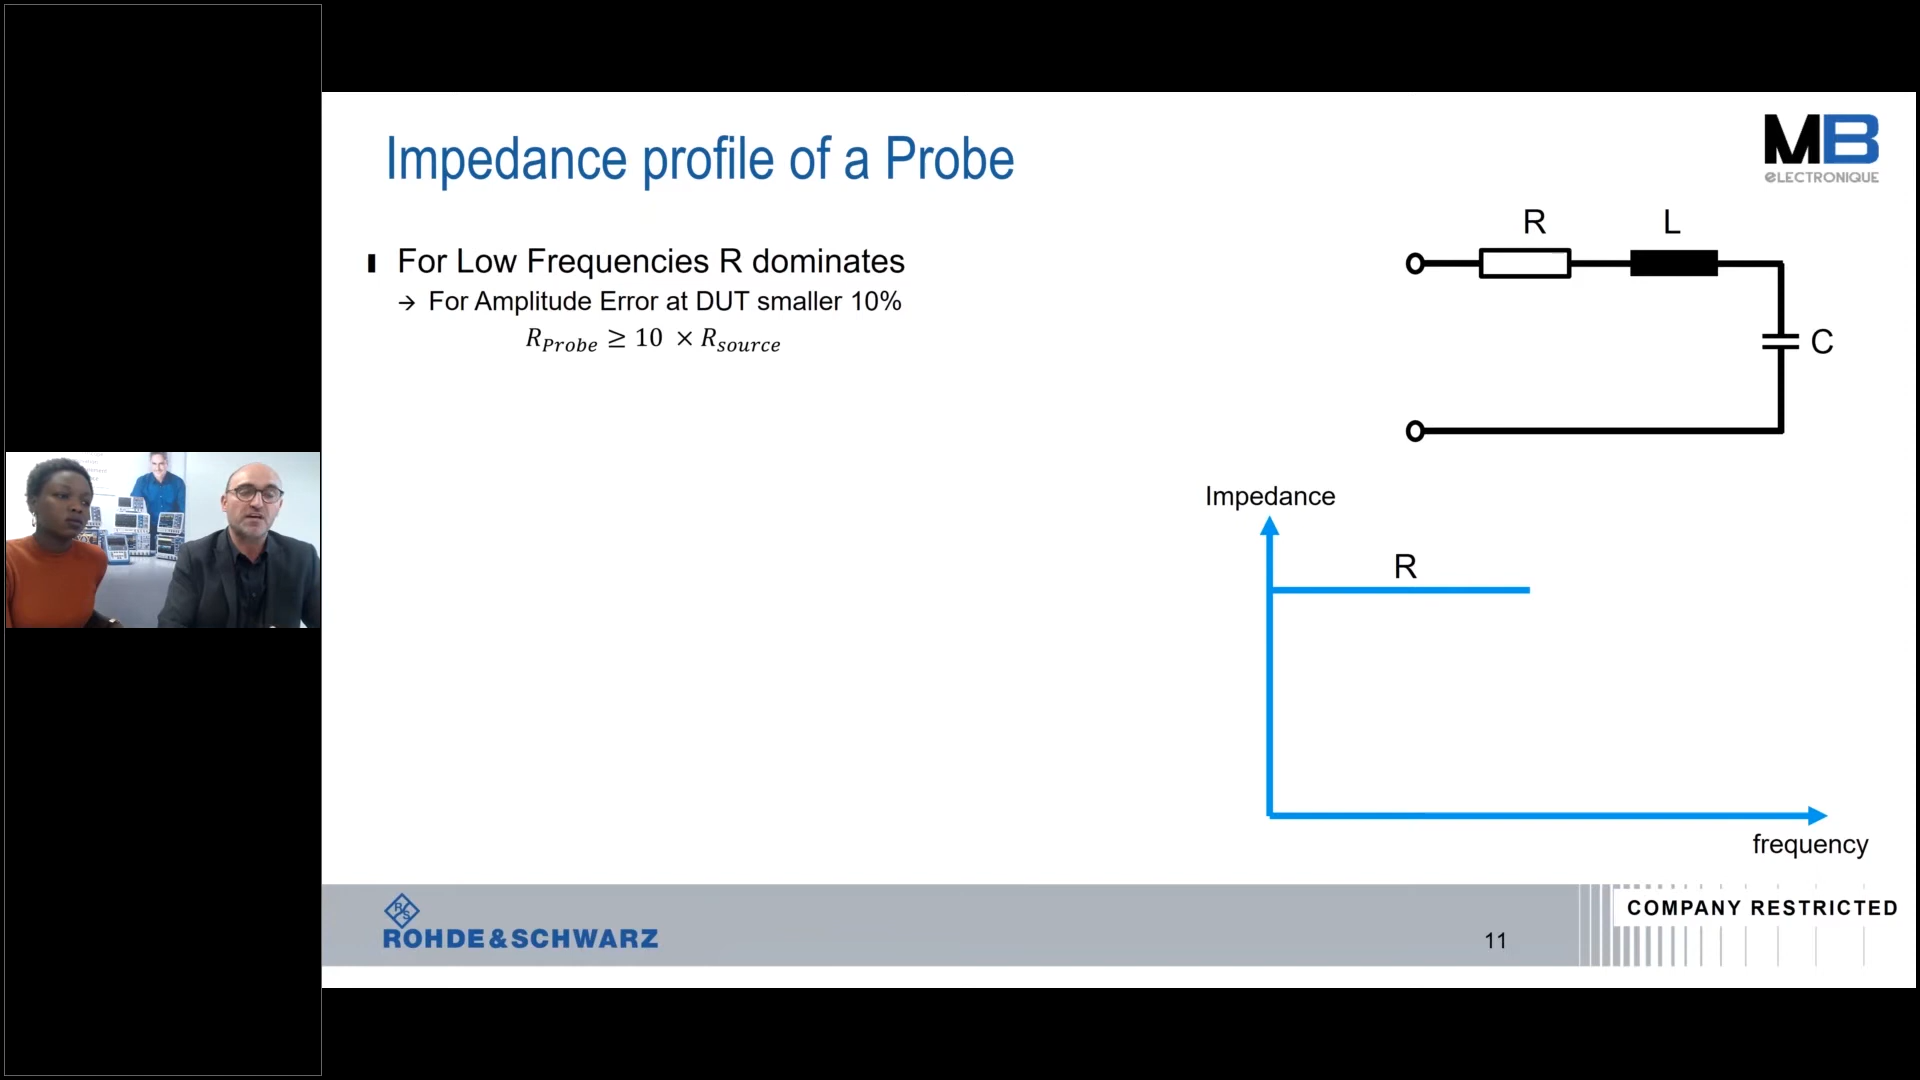 Impedance profile of a Probe
MB
eLECTRONIQUE
For Low Frequencies R dominates
→ For Amplitude Error at DUT smaller 10%
R_Probe ≥ 10 × R_source
R
L
C
Impedance
R
frequency
R S
ROHDE&SCHWARZ
11
COMPANY RESTRICTED